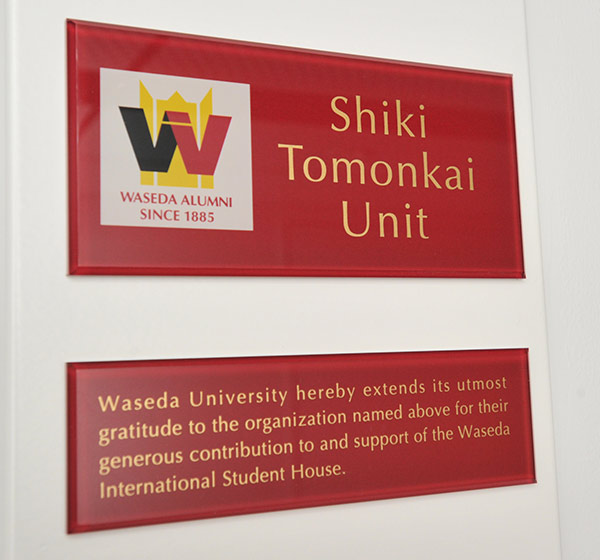 Shiki
Tomonkai
Unit
W
WASEDA ALUMNI
SINCE 1885
Waseda University hereby extends its utmost
gratitude to the organization named above for their
generous contribution to and support of the Waseda
International Student House.